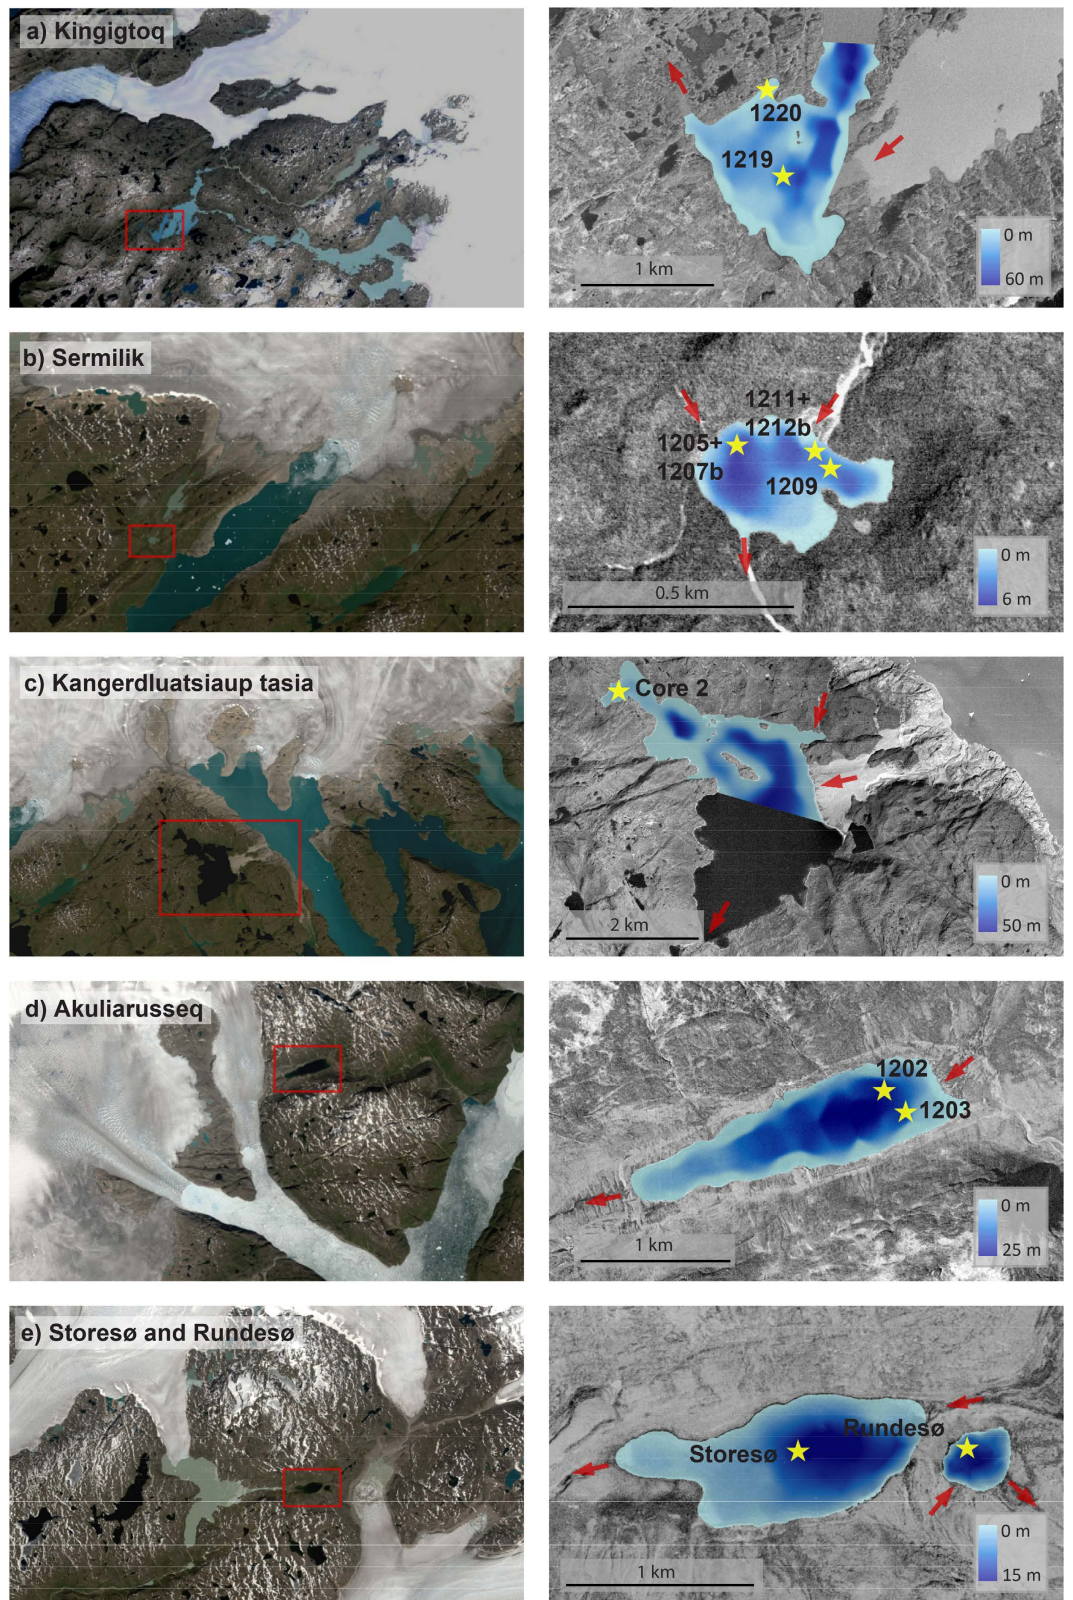 a) Kingigtoq
1220
1219
1 km
0 m
60 m
b) Sermilik
1211+
1212b
1205+
1207b
1209
0.5 km
0 m
6 m
c) Kangerdluatsiaup tasia
Core 2
2 km
0 m
50 m
d) Akuliarusseq
1202
1203
1 km
0 m
25 m
e) Storesø and Rundesø
Rundesø
Storesø
1 km
0 m
15 m